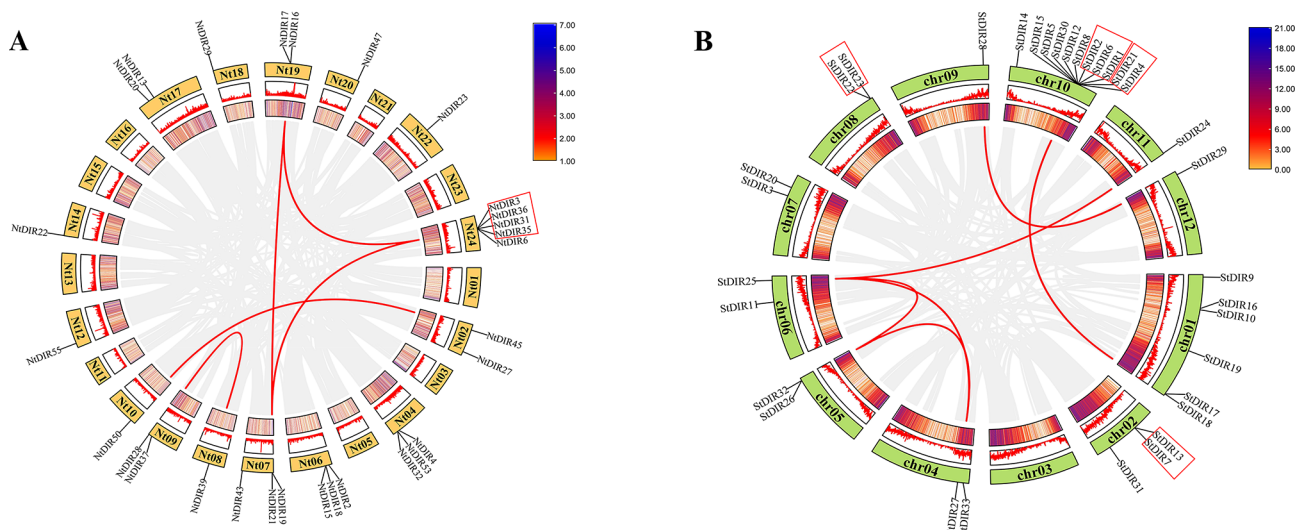 A
NtDIR17
NtDIR16
NtDIR29
NtDIR47
NtDIR13
NtDIR20
NtDIR23
Nt17
Nt18
Nt19
Nt20
Nt21
Nt22
Nt23
Nt24
NtDIR3
NtDIR36
NtDIR31
NtDIR35
NtDIR6
Nt01
Nt02
NtDIR45
NtDIR27
Nt03
Nt04
NtDIR4
NtDIR53
NtDIR32
Nt05
Nt06
NtDIR2
NtDIR18
NtDIR15
Nt07
NtDIR19
NtDIR21
NtDIR43
Nt08
NtDIR39
Nt09
NtDIR28
NtDIR37
Nt10
NtDIR50
Nt11
Nt12
NtDIR55
Nt13
Nt14
NtDIR22
Nt15
Nt16
7.00
6.00
5.00
4.00
3.00
2.00
1.00
B
StDIR28
StDIR14
StDIR15
StDIR5
StDIR30
StDIR12
StDIR8
StDIR2
StDIR6
StDIR1
StDIR21
StDIR4
StDIR23
StDIR22
chr09
chr10
chr11
StDIR24
StDIR29
chr12
chr01
StDIR9
StDIR16
StDIR10
StDIR19
StDIR17
StDIR18
chr02
StDIR13
StDIR7
StDIR31
chr03
chr04
StDIR33
StDIR27
chr05
StDIR32
StDIR26
chr06
StDIR25
StDIR11
chr07
StDIR20
StDIR3
chr08
21.00
18.00
15.00
12.00
9.00
6.00
3.00
0.00